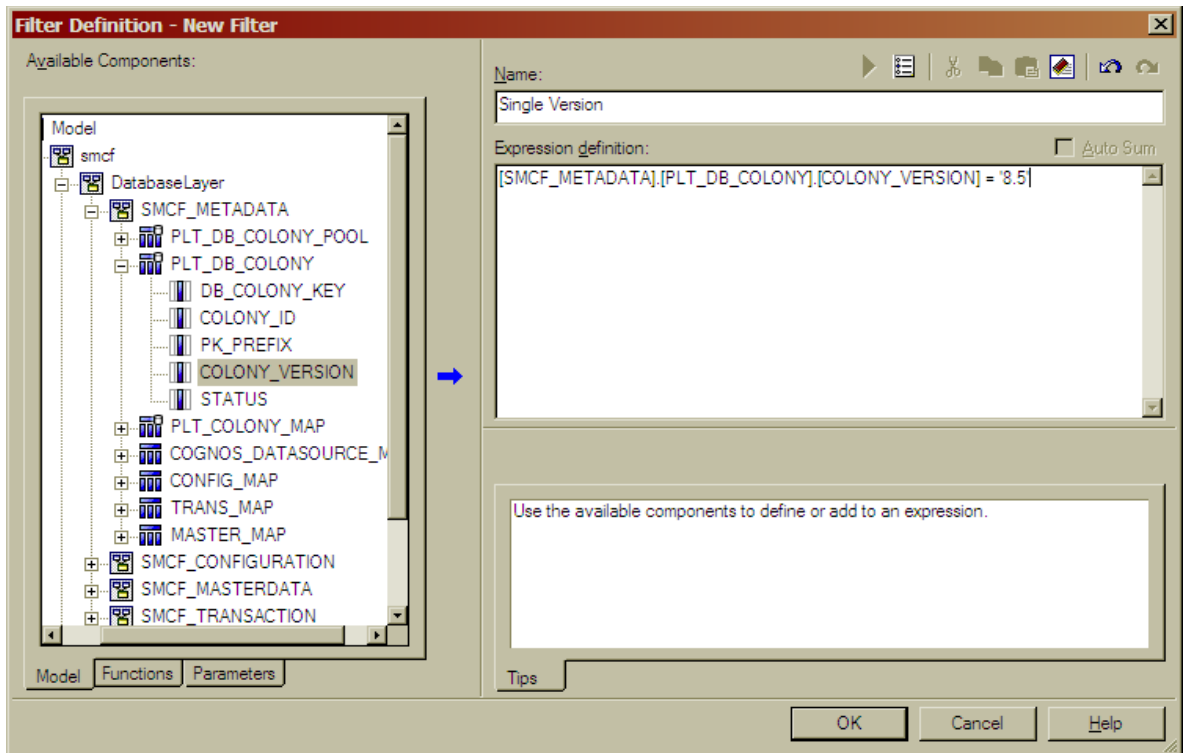 Filter Definition - New Filter
Available Components:
Model
smcf
DatabaseLayer
SMCF_METADATA
PLT_DB_COLONY_POOL
PLT_DB_COLONY
DB_COLONY_KEY
COLONY_ID
PK_PREFIX
COLONY_VERSION
STATUS
PLT_COLONY_MAP
COGNOS_DATASOURCE_M
CONFIG_MAP
TRANS_MAP
MASTER_MAP
SMCF_CONFIGURATION
SMCF_MASTERDATA
SMCF_TRANSACTION
Model Functions Parameters
Name:
Single Version
Expression definition:
Auto Sum
[SMCF_METADATA].[PLT_DB_COLONY].[COLONY_VERSION] = '8.5'
Use the available components to define or add to an expression.
Tips
OK Cancel Help